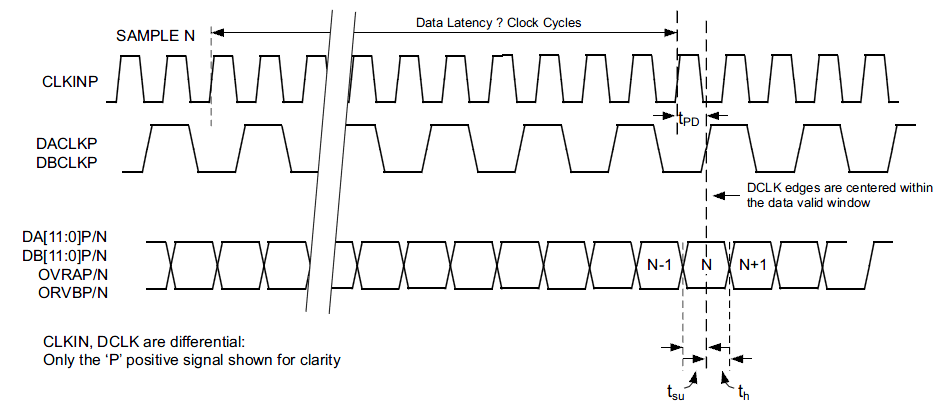 Data Latency ? Clock Cycles
SAMPLE N
CLKINP
tPD
DACLKP
DBCLKP
DCLK edges are centered within
the data valid window
DA[11:0]P/N
DB[11:0]P/N
OVRAP/N
ORVBP/N
N-1
N
N+1
CLKIN, DCLK are differential:
Only the ‘P’ positive signal shown for clarity
tsu
th